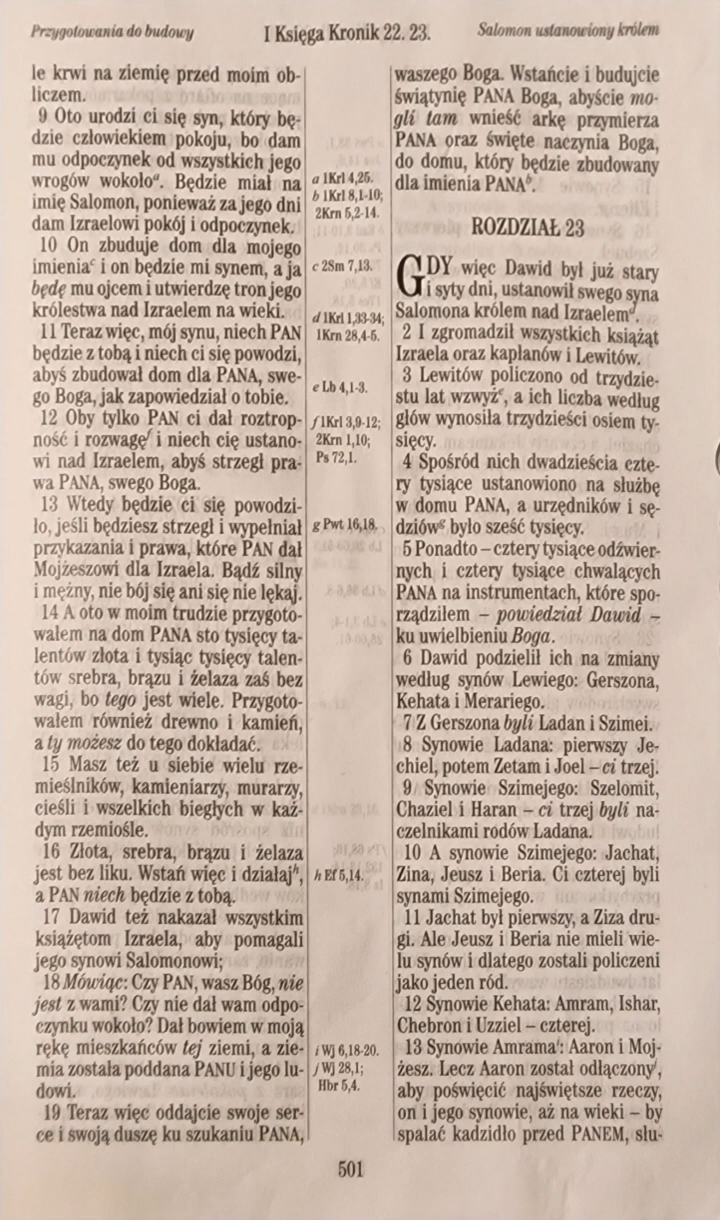 Przygotowania do budowy
I Księga Kronik 22. 23.
Salomon ustanowiony królem
le krwi na ziemię przed moim ob-
liczem.
9 Oto urodzi ci się syn, który bę-
dzie człowiekiem pokoju, bo dam
mu odpoczynek od wszystkich jego
wrogów wokołoᵃ. Będzie miał na
imię Salomon, ponieważ za jego dni
dam Izraelowi pokój i odpoczynek.
10 On zbuduje dom dla mojego
imieniaᶜ i on będzie mi synem, a ja
będę mu ojcem i utwierdzę tron jego
królestwa nad Izraelem na wieki.
11 Teraz więc, mój synu, niech PAN
będzie z tobą i niech ci się powodzi,
abyś zbudował dom dla PANA, swe-
go Boga, jak zapowiedział o tobie.
12 Oby tylko PAN ci dał roztrop-
ność i rozwagęᶠ i niech cię ustano-
wi nad Izraelem, abyś strzegł pra-
wa PANA, swego Boga.
13 Wtedy będzie ci się powodzi-
ło, jeśli będziesz strzegł i wypełniał
przykazania i prawa, które PAN dał
Mojżeszowi dla Izraela. Bądź silny
i mężny, nie bój się ani się nie lękaj.
14 A oto w moim trudzie przygoto-
wałem na dom PANA sto tysięcy ta-
lentów złota i tysiąc tysięcy talen-
tów srebra, brązu i żelaza zaś bez
wagi, bo tego jest wiele. Przygoto-
wałem również drewno i kamień,
a ty możesz do tego dokładać.
15 Masz też u siebie wielu rze-
mieślników, kamieniarzy, murarzy,
cieśli i wszelkich biegłych w każ-
dym rzemiośle.
16 Złota, srebra, brązu i żelaza
jest bez liku. Wstań więc i działajʰ,
a PAN niech będzie z tobą.
17 Dawid też nakazał wszystkim
książętom Izraela, aby pomagali
jego synowi Salomonowi;
18 Mówiąc: Czy PAN, wasz Bóg, nie
jest z wami? Czy nie dał wam odpo-
czynku wokoło? Dał bowiem w moją
rękę mieszkańców tej ziemi, a zie-
mia została poddana PANU i jego lu-
dowi.
19 Teraz więc oddajcie swoje ser-
ce i swoją duszę ku szukaniu PANA,
a 1Krl 4,25.
b 1Krl 8,1-10;
2Krn 5,2-14.
c 2Sm 7,13.
d 1Krl 1,33-34;
1Krn 28,4-5.
e Lb 4,1-3.
f 1Krl 3,9-12;
2Krn 1,10;
Ps 72,1.
g Pwt 16,18.
h Ef 5,14.
i Wj 6,18-20.
j Wj 28,1;
Hbr 5,4.
waszego Boga. Wstańcie i budujcie
świątynię PANA Boga, abyście mo-
gli tam wnieść arkę przymierza
PANA oraz święte naczynia Boga,
do domu, który będzie zbudowany
dla imienia PANAᵇ.
ROZDZIAŁ 23
GDY więc Dawid był już stary
i syty dni, ustanowił swego syna
Salomona królem nad Izraelemᵈ.
2 I zgromadził wszystkich książąt
Izraela oraz kapłanów i Lewitów.
3 Lewitów policzono od trzydzie-
stu lat wzwyżᵉ, a ich liczba według
głów wynosiła trzydzieści osiem ty-
sięcy.
4 Spośród nich dwadzieścia czte-
ry tysiące ustanowiono na służbę
w domu PANA, a urzędników i sę-
dziówᵍ było sześć tysięcy.
5 Ponadto – cztery tysiące odźwier-
nych i cztery tysiące chwalących
PANA na instrumentach, które spo-
rządziłem – powiedział Dawid –
ku uwielbieniu Boga.
6 Dawid podzielił ich na zmiany
według synów Lewiego: Gerszona,
Kehata i Merariego.
7 Z Gerszona byli Ladan i Szimei.
8 Synowie Ladana: pierwszy Je-
chiel, potem Zetam i Joel – ci trzej.
9 Synowie Szimejego: Szelomit,
Chaziel i Haran – ci trzej byli na-
czelnikami rodów Ladana.
10 A synowie Szimejego: Jachat,
Zina, Jeusz i Beria. Ci czterej byli
synami Szimejego.
11 Jachat był pierwszy, a Ziza dru-
gi. Ale Jeusz i Beria nie mieli wie-
lu synów i dlatego zostali policzeni
jako jeden ród.
12 Synowie Kehata: Amram, Ishar,
Chebron i Uzziel – czterej.
13 Synowie Amramaⁱ: Aaron i Moj-
żesz. Lecz Aaron został odłączonyʲ,
aby poświęcić najświętsze rzeczy,
on i jego synowie, aż na wieki – by
spalać kadzidło przed PANEM, słu-
501